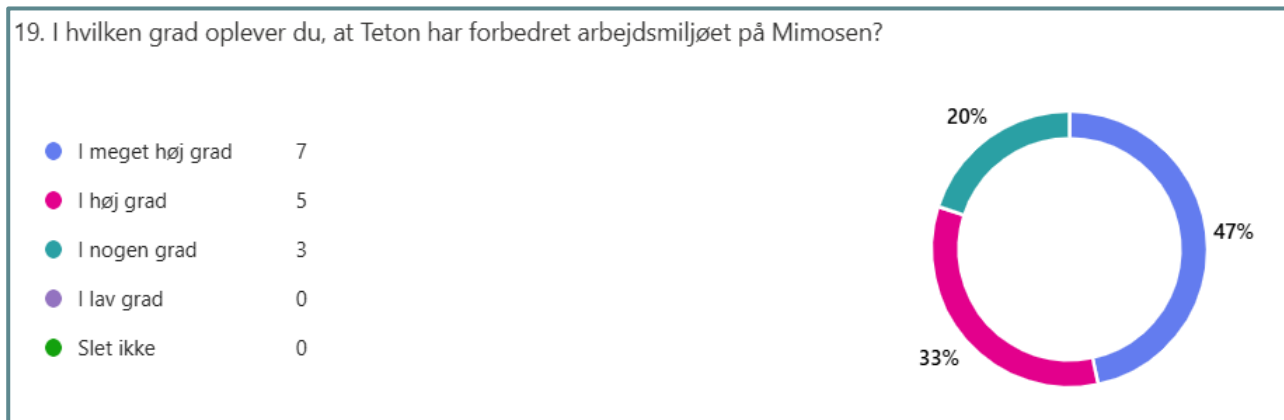 19. I hvilken grad oplever du, at Teton har forbedret arbejdsmiljøet på Mimosen?
I meget høj grad 7
I høj grad 5
I nogen grad 3
I lav grad 0
Slet ikke 0
20%
47%
33%